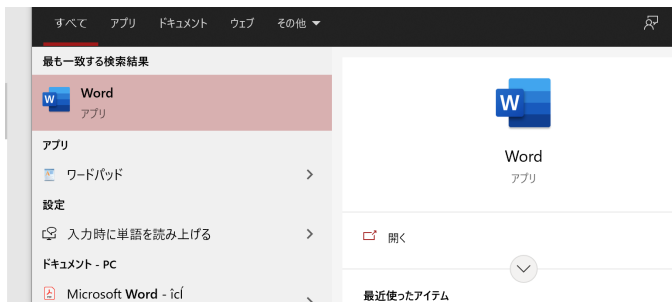 すべて アプリ ドキュメント ウェブ その他
最も一致する検索結果
Word
アプリ
アプリ
ワードパッド
設定
入力時に単語を読み上げる
ドキュメント - PC
Microsoft Word - îcÍ
W
Word
アプリ
開く
最近使ったアイテム